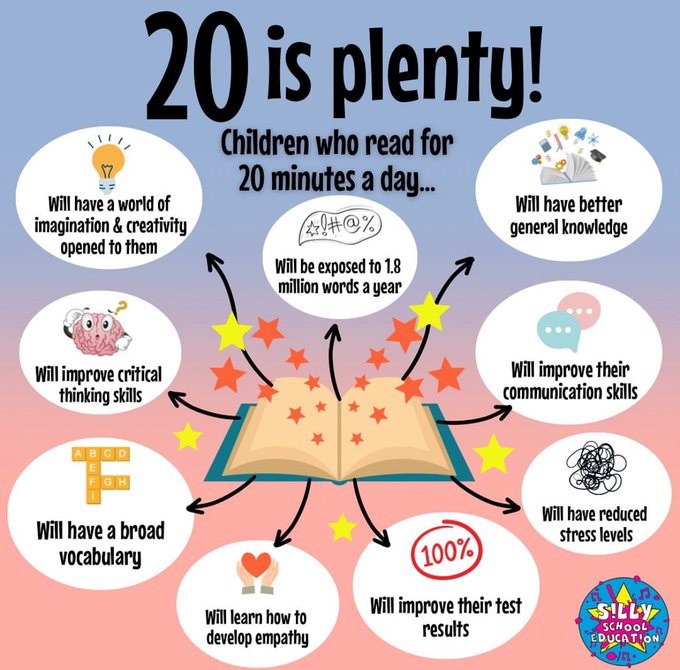 20 is plenty!
Children who read for
20 minutes a day...
Will have a world of
imagination & creativity
opened to them
Will be exposed to 1.8
million words a year
Will have better
general knowledge
?
Will improve critical
thinking skills
Will improve their
communication skills
A B C D
E
F G H
I
Will have a broad
vocabulary
Will learn how to
develop empathy
100%
Will improve their test
results
Will have reduced
stress levels
S!LLY
SCHOOL
EDUCAT!ON